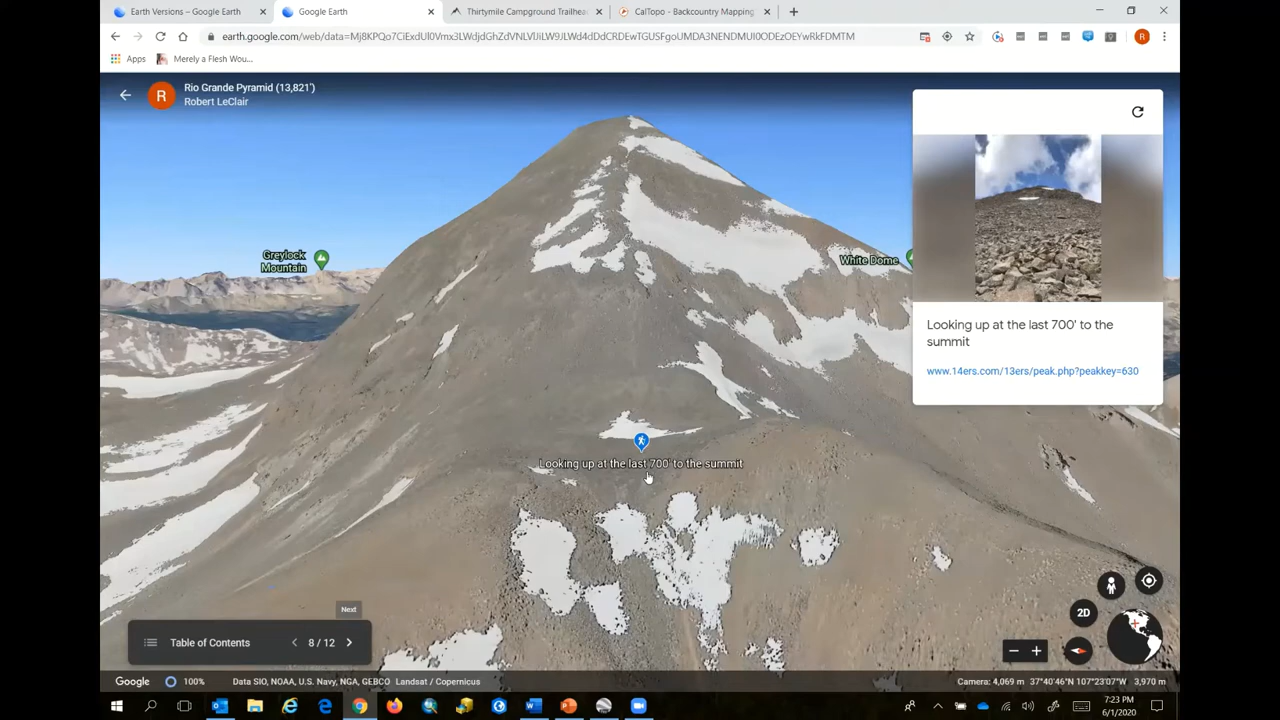 Earth Versions – Google Earth
Google Earth
Thirtymile Campground Trailhea
CalTopo - Backcountry Mapping
earth.google.com/web/data=Mj8KPQo7CiExdUl0Vmx3LWdjdGhZdVNLVlJiLW9JLWd4dDdCRDEwTGUSFgoUMDA3NENDMUI0ODEzOEYwRkFDMTM
Apps
Merely a Flesh Wou...
R
Rio Grande Pyramid (13,821')
Robert LeClair
Greylock
Mountain
White Dome
Looking up at the last 700' to the
summit
www.14ers.com/13ers/peak.php?peakkey=630
Looking up at the last 700' to the summit
Next
Table of Contents
8 / 12
2D
Google
100%
Data SIO, NOAA, U.S. Navy, NGA, GEBCO Landsat / Copernicus
Camera: 4,069 m 37°40'46"N 107°23'07"W 3,970 m
7:23 PM
6/1/2020